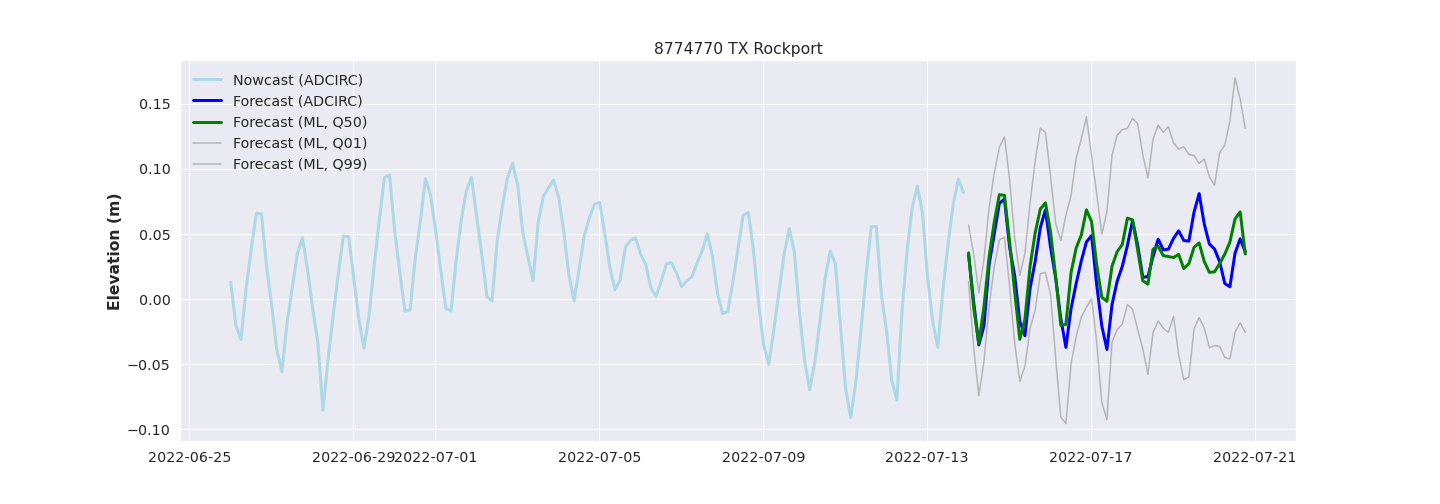 8774770 TX Rockport
Nowcast (ADCIRC)
Forecast (ADCIRC)
Forecast (ML, Q50)
Forecast (ML, Q01)
Forecast (ML, Q99)
Elevation (m)
0.15
0.10
0.05
0.00
−0.05
−0.10
2022-06-25 2022-06-29 2022-07-01 2022-07-05 2022-07-09 2022-07-13 2022-07-17 2022-07-21